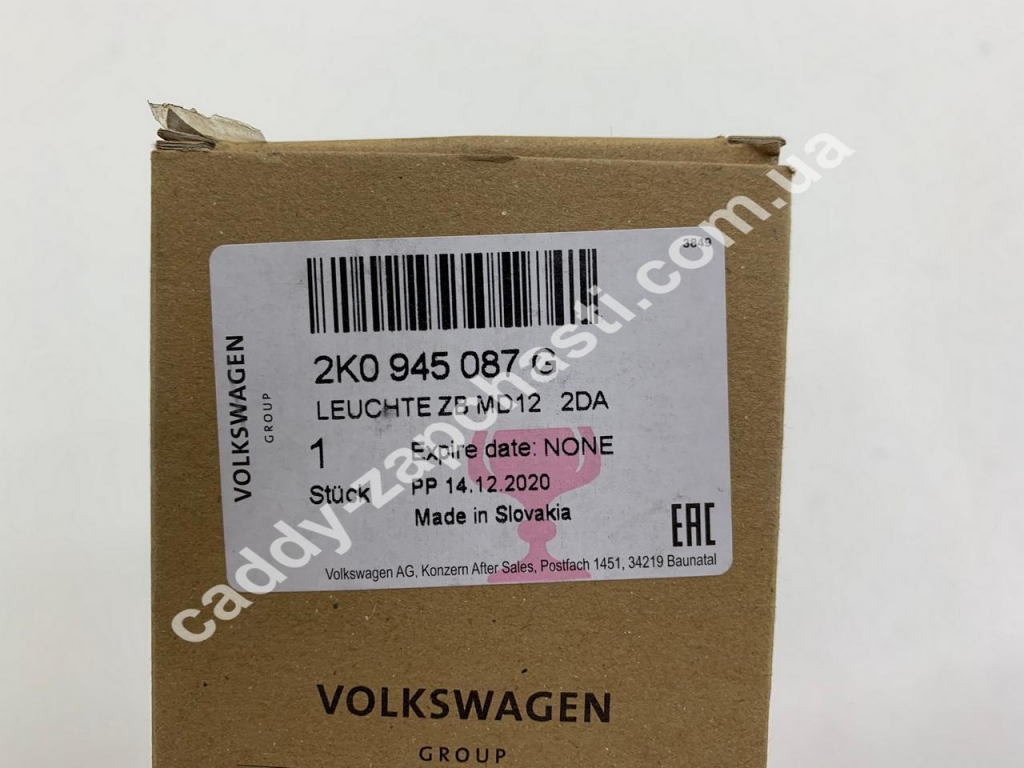 3849
2K0 945 087 G
LEUCHTE ZB MD12 2DA
1 Expire date: NONE
Stück PP 14.12.2020
Made in Slovakia
EAC
Volkswagen AG, Konzern After Sales, Postfach 1451, 34219 Baunatal
VOLKSWAGEN
GROUP
VOLKSWAGEN
GROUP
caddy-zapchasti.com.ua